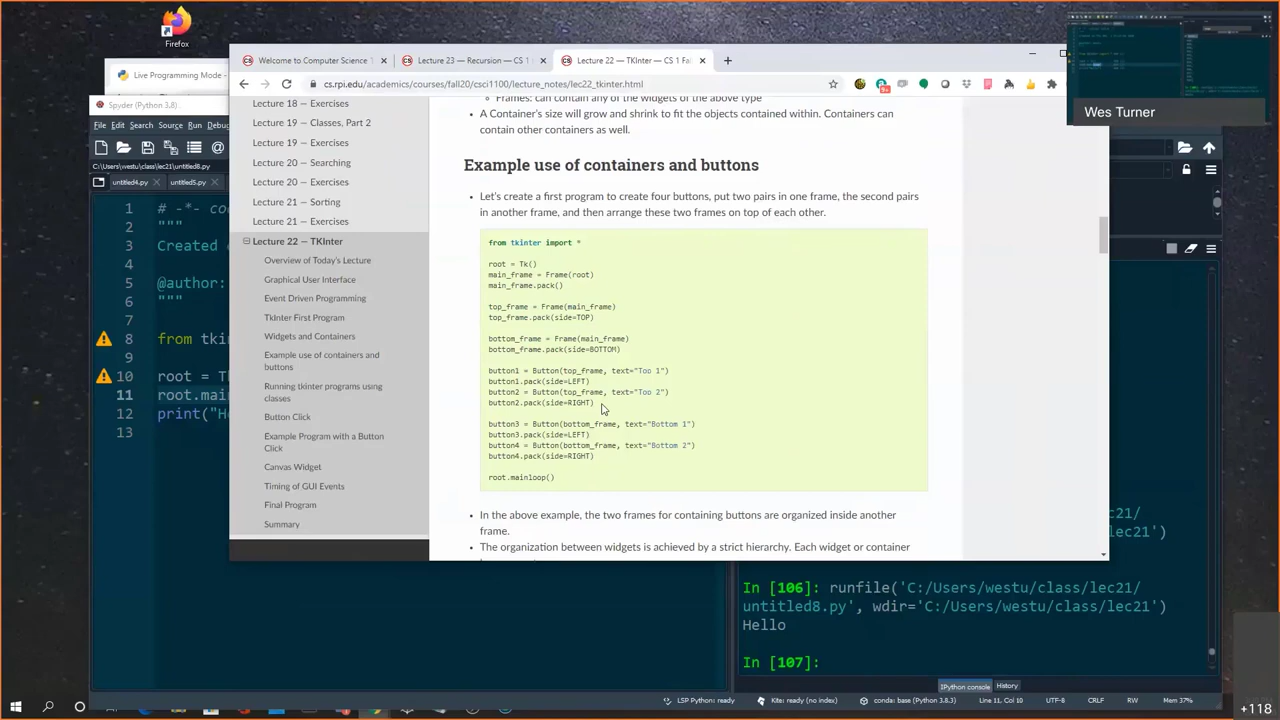 Firefox
Wes Turner
Live Programming Mode -
Welcome to Computer Science
Lecture 23 — Recursion — CS 1
Lecture 22 — TKInter — CS 1 Fal
cs.rpi.edu/academics/courses/fall20/csci1100/lecture_notes/lec22_tkinter.html
Spyder (Python 3.8)
File Edit Search Source Run
C:\Users\westu\class\lec21\untitled8.py
untitled4.py
untitled5.py
1 # -*- co
2 """
3 Created
4
5 @author:
6 """
7
8 from tki
9
10 root = T
11 root.mai
12 print("H
13
Lecture 18 — Exercises
Lecture 19 — Classes, Part 2
Lecture 19 — Exercises
Lecture 20 — Searching
Lecture 20 — Exercises
Lecture 21 — Sorting
Lecture 21 — Exercises
Lecture 22 — TKInter
Overview of Today's Lecture
Graphical User Interface
Event Driven Programming
TkInter First Program
Widgets and Containers
Example use of containers and
buttons
Running tkinter programs using
classes
Button Click
Example Program with a Button
Click
Canvas Widget
Timing of GUI Events
Final Program
Summary
Frames: can contain any of the widgets of the above type
A Container's size will grow and shrink to fit the objects contained within. Containers can
contain other containers as well.
Example use of containers and buttons
Let's create a first program to create four buttons, put two pairs in one frame, the second pairs
in another frame, and then arrange these two frames on top of each other.
from tkinter import *
root = Tk()
main_frame = Frame(root)
main_frame.pack()
top_frame = Frame(main_frame)
top_frame.pack(side=TOP)
bottom_frame = Frame(main_frame)
bottom_frame.pack(side=BOTTOM)
button1 = Button(top_frame, text="Top 1")
button1.pack(side=LEFT)
button2 = Button(top_frame, text="Top 2")
button2.pack(side=RIGHT)
button3 = Button(bottom_frame, text="Bottom 1")
button3.pack(side=LEFT)
button4 = Button(bottom_frame, text="Bottom 2")
button4.pack(side=RIGHT)
root.mainloop()
In the above example, the two frames for containing buttons are organized inside another
frame.
The organization between widgets is achieved by a strict hierarchy. Each widget or container
21/
')
In [106]: runfile('C:/Users/westu/class/lec21/
untitled8.py', wdir='C:/Users/westu/class/lec21')
Hello
In [107]:
IPython console
History
LSP Python: ready
Kite: ready (no index)
conda: base (Python 3.8.3)
Line 11, Col 10
UTF-8
CRLF
RW
Mem 37%
+118